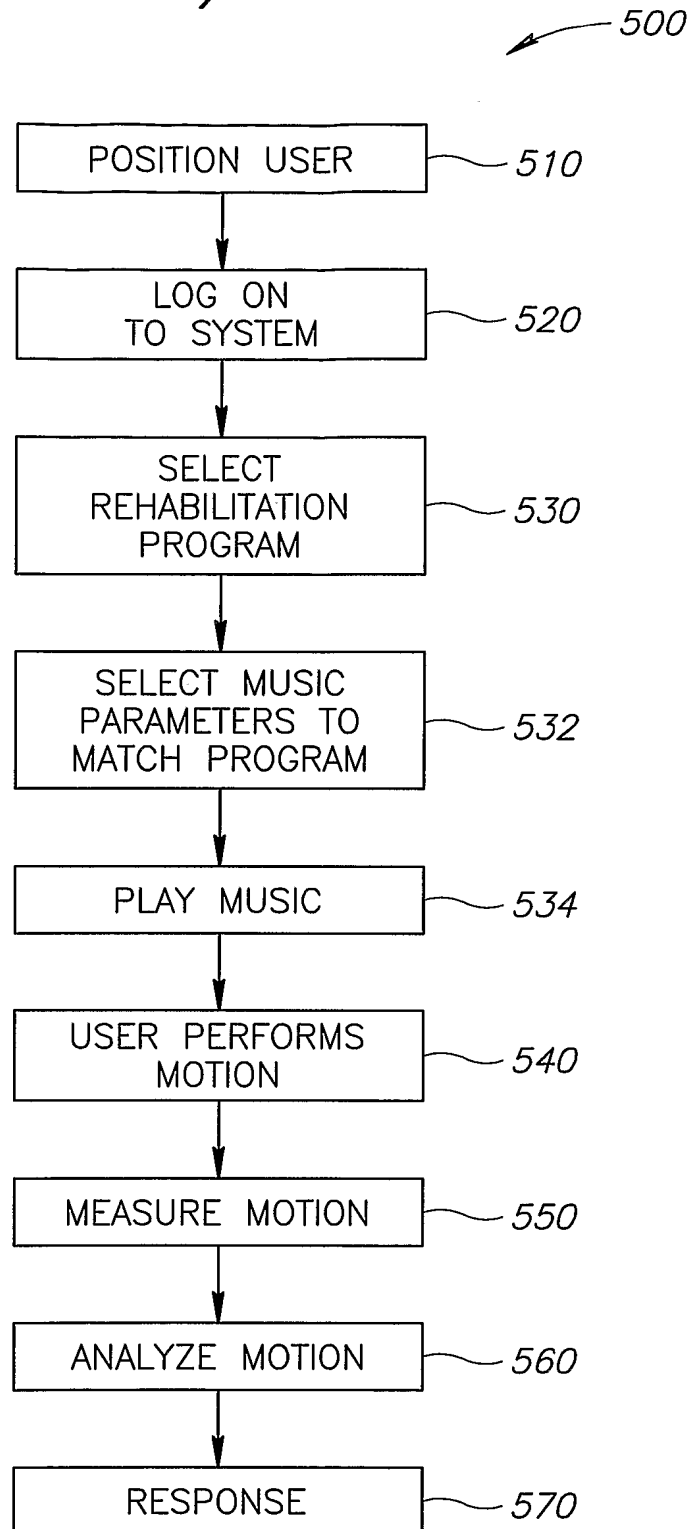 500
POSITION USER
510
LOG ON
TO SYSTEM
520
SELECT
REHABILITATION
PROGRAM
530
SELECT MUSIC
PARAMETERS TO
MATCH PROGRAM
532
PLAY MUSIC
534
USER PERFORMS
MOTION
540
MEASURE MOTION
550
ANALYZE MOTION
560
RESPONSE
570